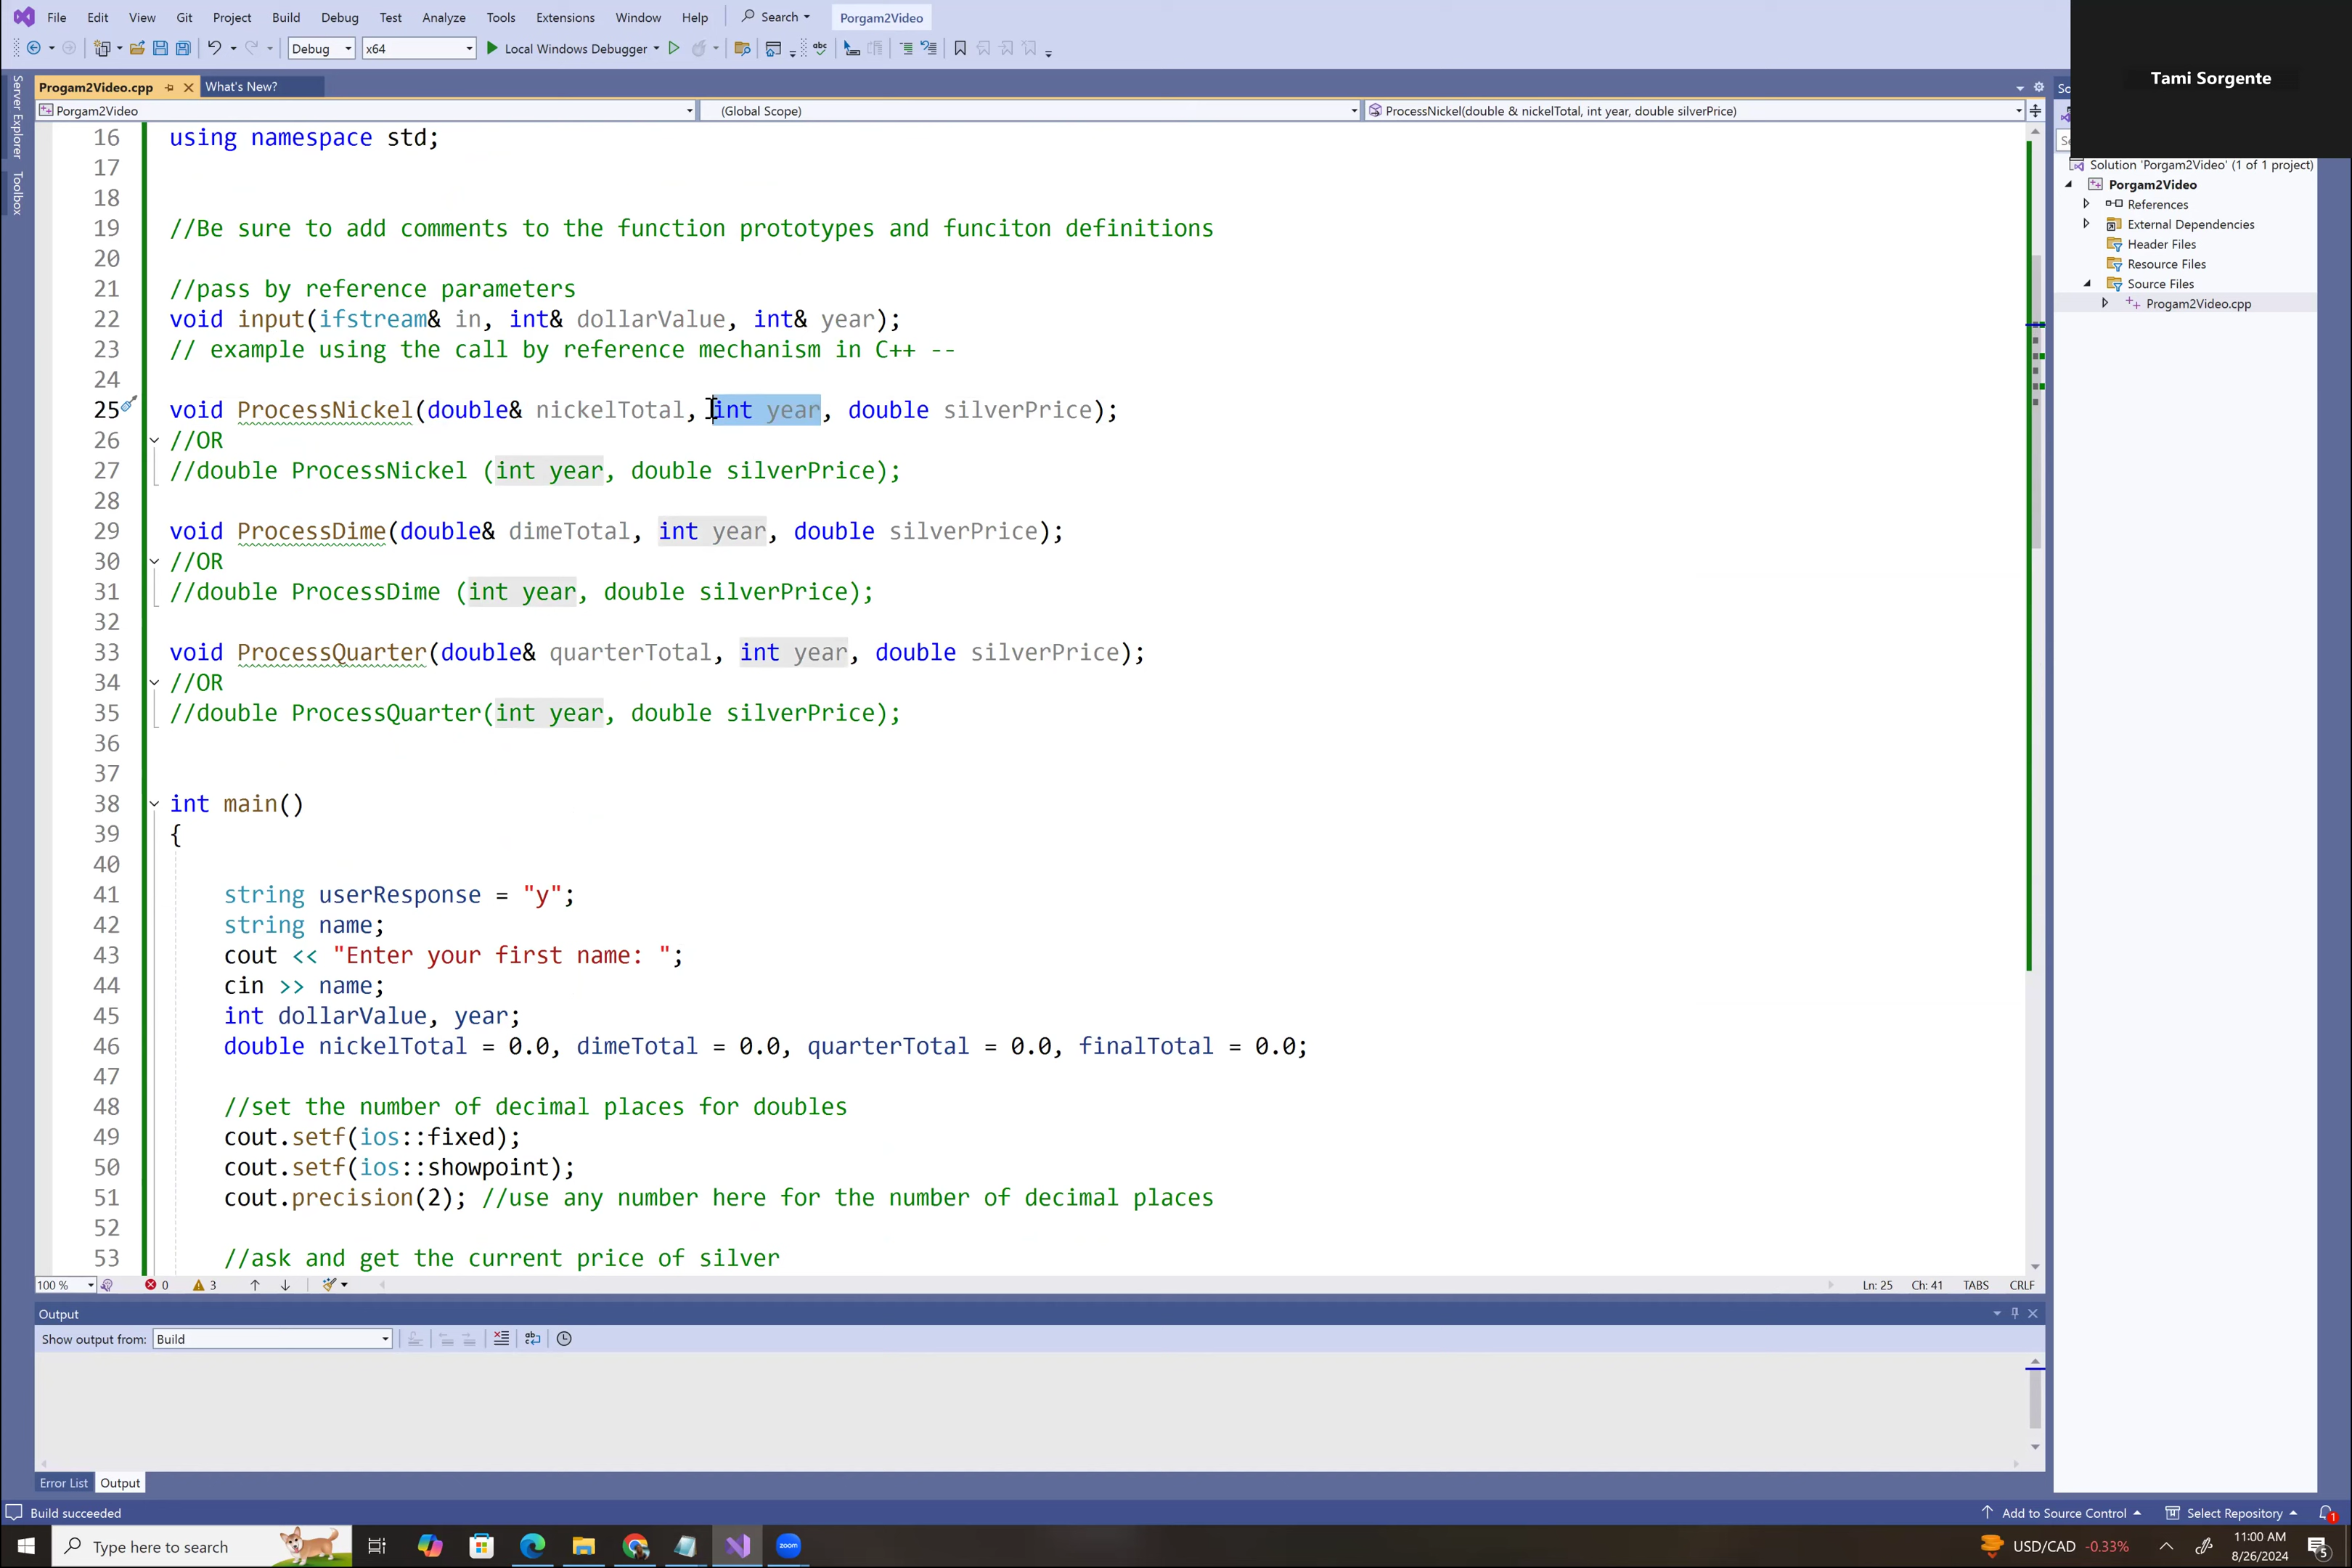 File Edit View Git Project Build Debug Test Analyze Tools Extensions Window Help Search Porgam2Video
Tami Sorgente
Debug x64 Local Windows Debugger
Progam2Video.cpp What's New?
Porgam2Video (Global Scope) ProcessNickel(double & nickelTotal, int year, double silverPrice)
Server Explorer
Toolbox
16 using namespace std;
17
18
19 //Be sure to add comments to the function prototypes and funciton definitions
20
21 //pass by reference parameters
22 void input(ifstream& in, int& dollarValue, int& year);
23 // example using the call by reference mechanism in C++ --
24
25 void ProcessNickel(double& nickelTotal, int year, double silverPrice);
26 //OR
27 //double ProcessNickel (int year, double silverPrice);
28
29 void ProcessDime(double& dimeTotal, int year, double silverPrice);
30 //OR
31 //double ProcessDime (int year, double silverPrice);
32
33 void ProcessQuarter(double& quarterTotal, int year, double silverPrice);
34 //OR
35 //double ProcessQuarter(int year, double silverPrice);
36
37
38 int main()
39 {
40
41 string userResponse = "y";
42 string name;
43 cout << "Enter your first name: ";
44 cin >> name;
45 int dollarValue, year;
46 double nickelTotal = 0.0, dimeTotal = 0.0, quarterTotal = 0.0, finalTotal = 0.0;
47
48 //set the number of decimal places for doubles
49 cout.setf(ios::fixed);
50 cout.setf(ios::showpoint);
51 cout.precision(2); //use any number here for the number of decimal places
52
53 //ask and get the current price of silver
100 % 0 3 Ln: 25 Ch: 41 TABS CRLF
So
Se
Solution 'Porgam2Video' (1 of 1 project)
Porgam2Video
References
External Dependencies
Header Files
Resource Files
Source Files
Progam2Video.cpp
Output
Show output from: Build
Error List Output
Build succeeded Add to Source Control Select Repository 1
Type here to search zoom USD/CAD -0.33% 11:00 AM
8/26/2024 5